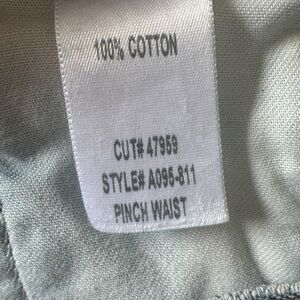 100% COTTON
CUT# 47959
STYLE# A095-811
PINCH WAIST